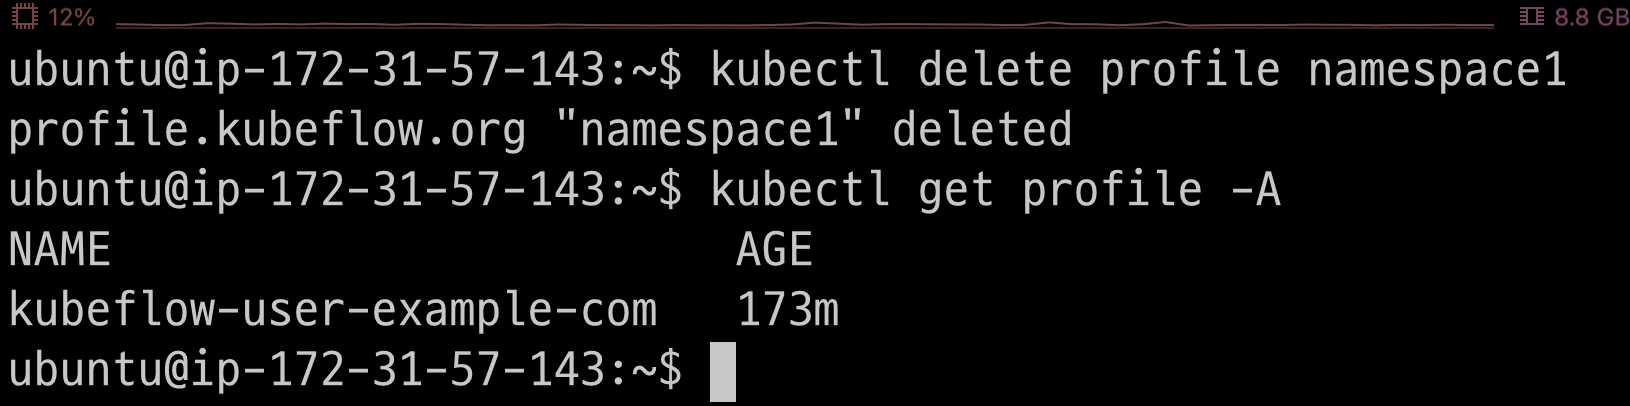 12% 8.8 GB
ubuntu@ip-172-31-57-143:~$ kubectl delete profile namespace1
profile.kubeflow.org "namespace1" deleted
ubuntu@ip-172-31-57-143:~$ kubectl get profile -A
NAME AGE
kubeflow-user-example-com 173m
ubuntu@ip-172-31-57-143:~$